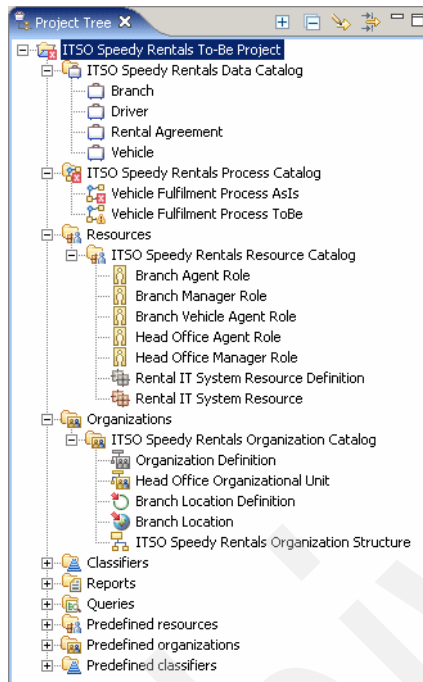 Project Tree
ITSO Speedy Rentals To-Be Project
ITSO Speedy Rentals Data Catalog
Branch
Driver
Rental Agreement
Vehicle
ITSO Speedy Rentals Process Catalog
Vehicle Fulfilment Process AsIs
Vehicle Fulfilment Process ToBe
Resources
ITSO Speedy Rentals Resource Catalog
Branch Agent Role
Branch Manager Role
Branch Vehicle Agent Role
Head Office Agent Role
Head Office Manager Role
Rental IT System Resource Definition
Rental IT System Resource
Organizations
ITSO Speedy Rentals Organization Catalog
Organization Definition
Head Office Organizational Unit
Branch Location Definition
Branch Location
ITSO Speedy Rentals Organization Structure
Classifiers
Reports
Queries
Predefined resources
Predefined organizations
Predefined classifiers